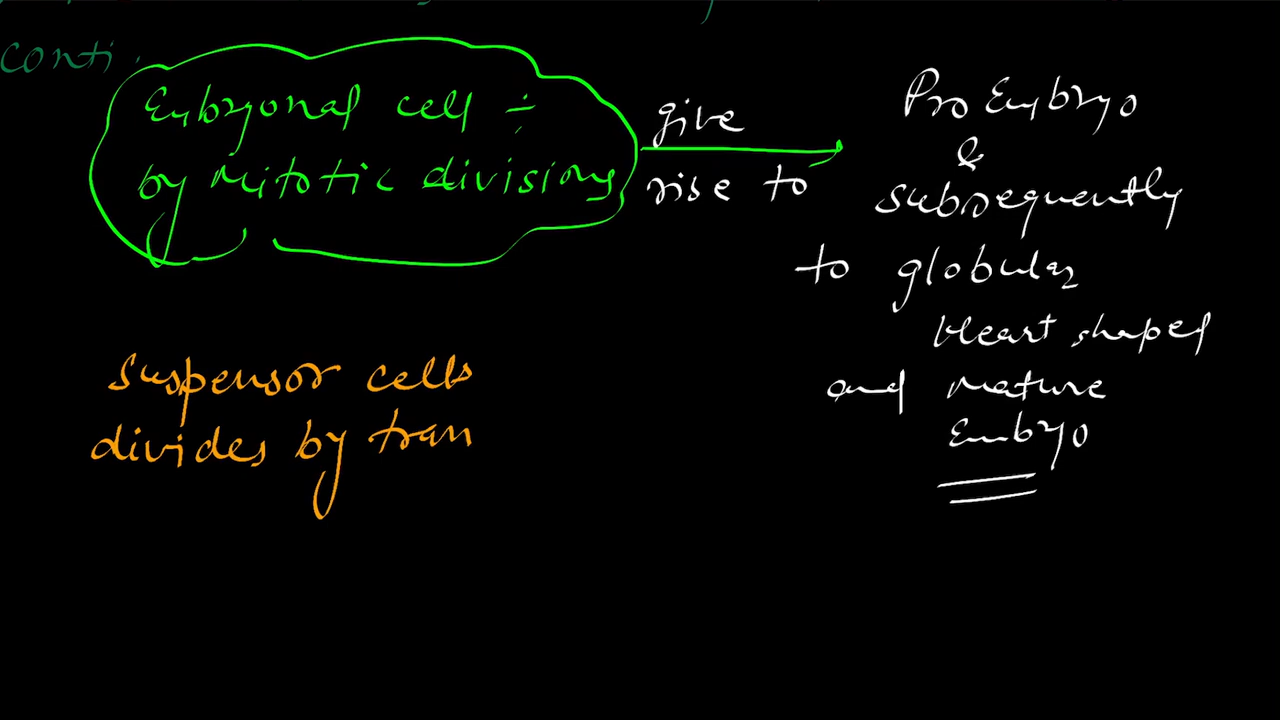 conti.
Embryonal cell ÷
by Mitotic divisions
give
rise to
Pro Embryo
&
subsequently
to globular
Heart shaped
and mature
Embryo
Suspensor cells
divides by tran